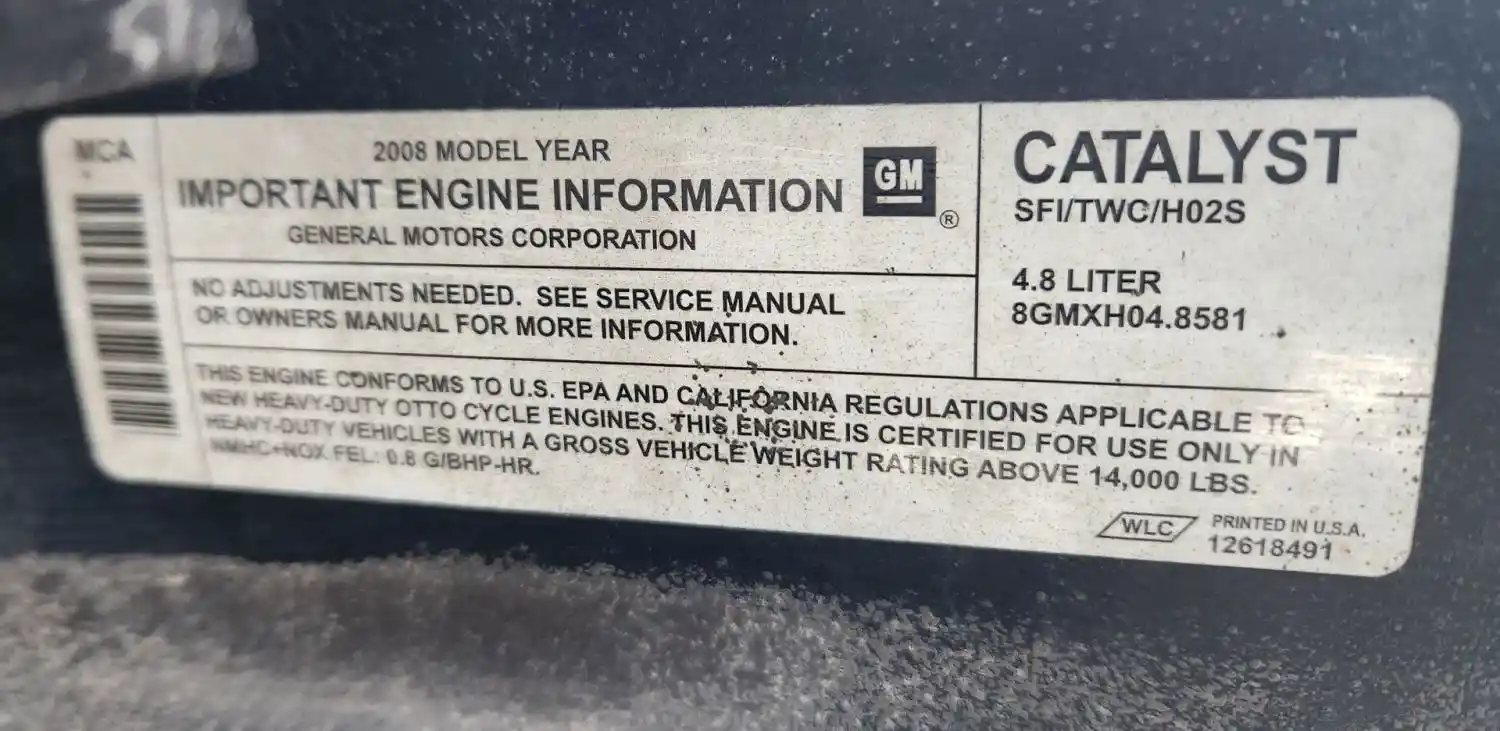 MCA
2008 MODEL YEAR
IMPORTANT ENGINE INFORMATION
GENERAL MOTORS CORPORATION
GM
®
CATALYST
SFI/TWC/H02S
4.8 LITER
8GMXH04.8581
NO ADJUSTMENTS NEEDED. SEE SERVICE MANUAL
OR OWNERS MANUAL FOR MORE INFORMATION.
THIS ENGINE CONFORMS TO U.S. EPA AND CALIFORNIA REGULATIONS APPLICABLE TO
NEW HEAVY-DUTY OTTO CYCLE ENGINES. THIS ENGINE IS CERTIFIED FOR USE ONLY IN
HEAVY-DUTY VEHICLES WITH A GROSS VEHICLE WEIGHT RATING ABOVE 14,000 LBS.
NMHC+NOX FEL: 0.8 G/BHP-HR.
WLC
PRINTED IN U.S.A.
12618491